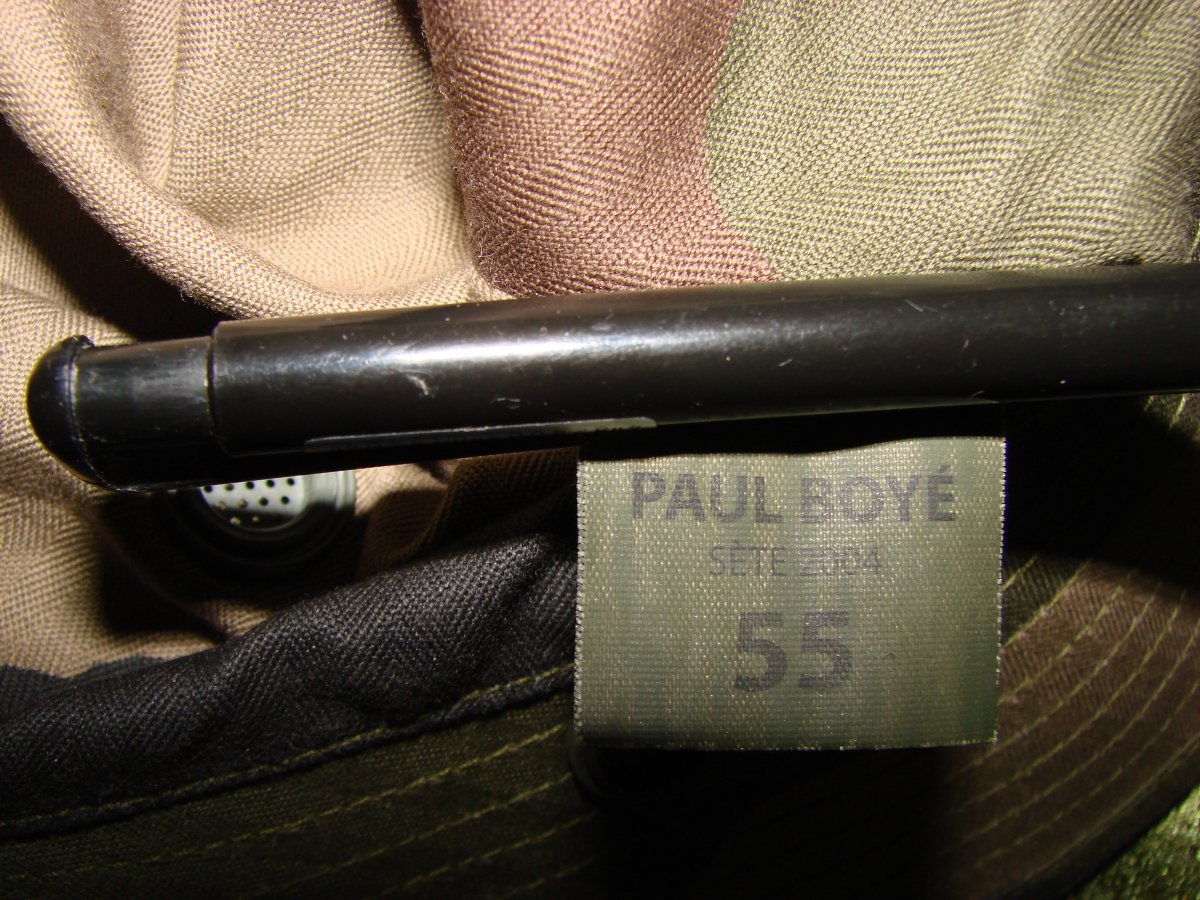 PAUL BOYÉ
SÈTE 2004
55